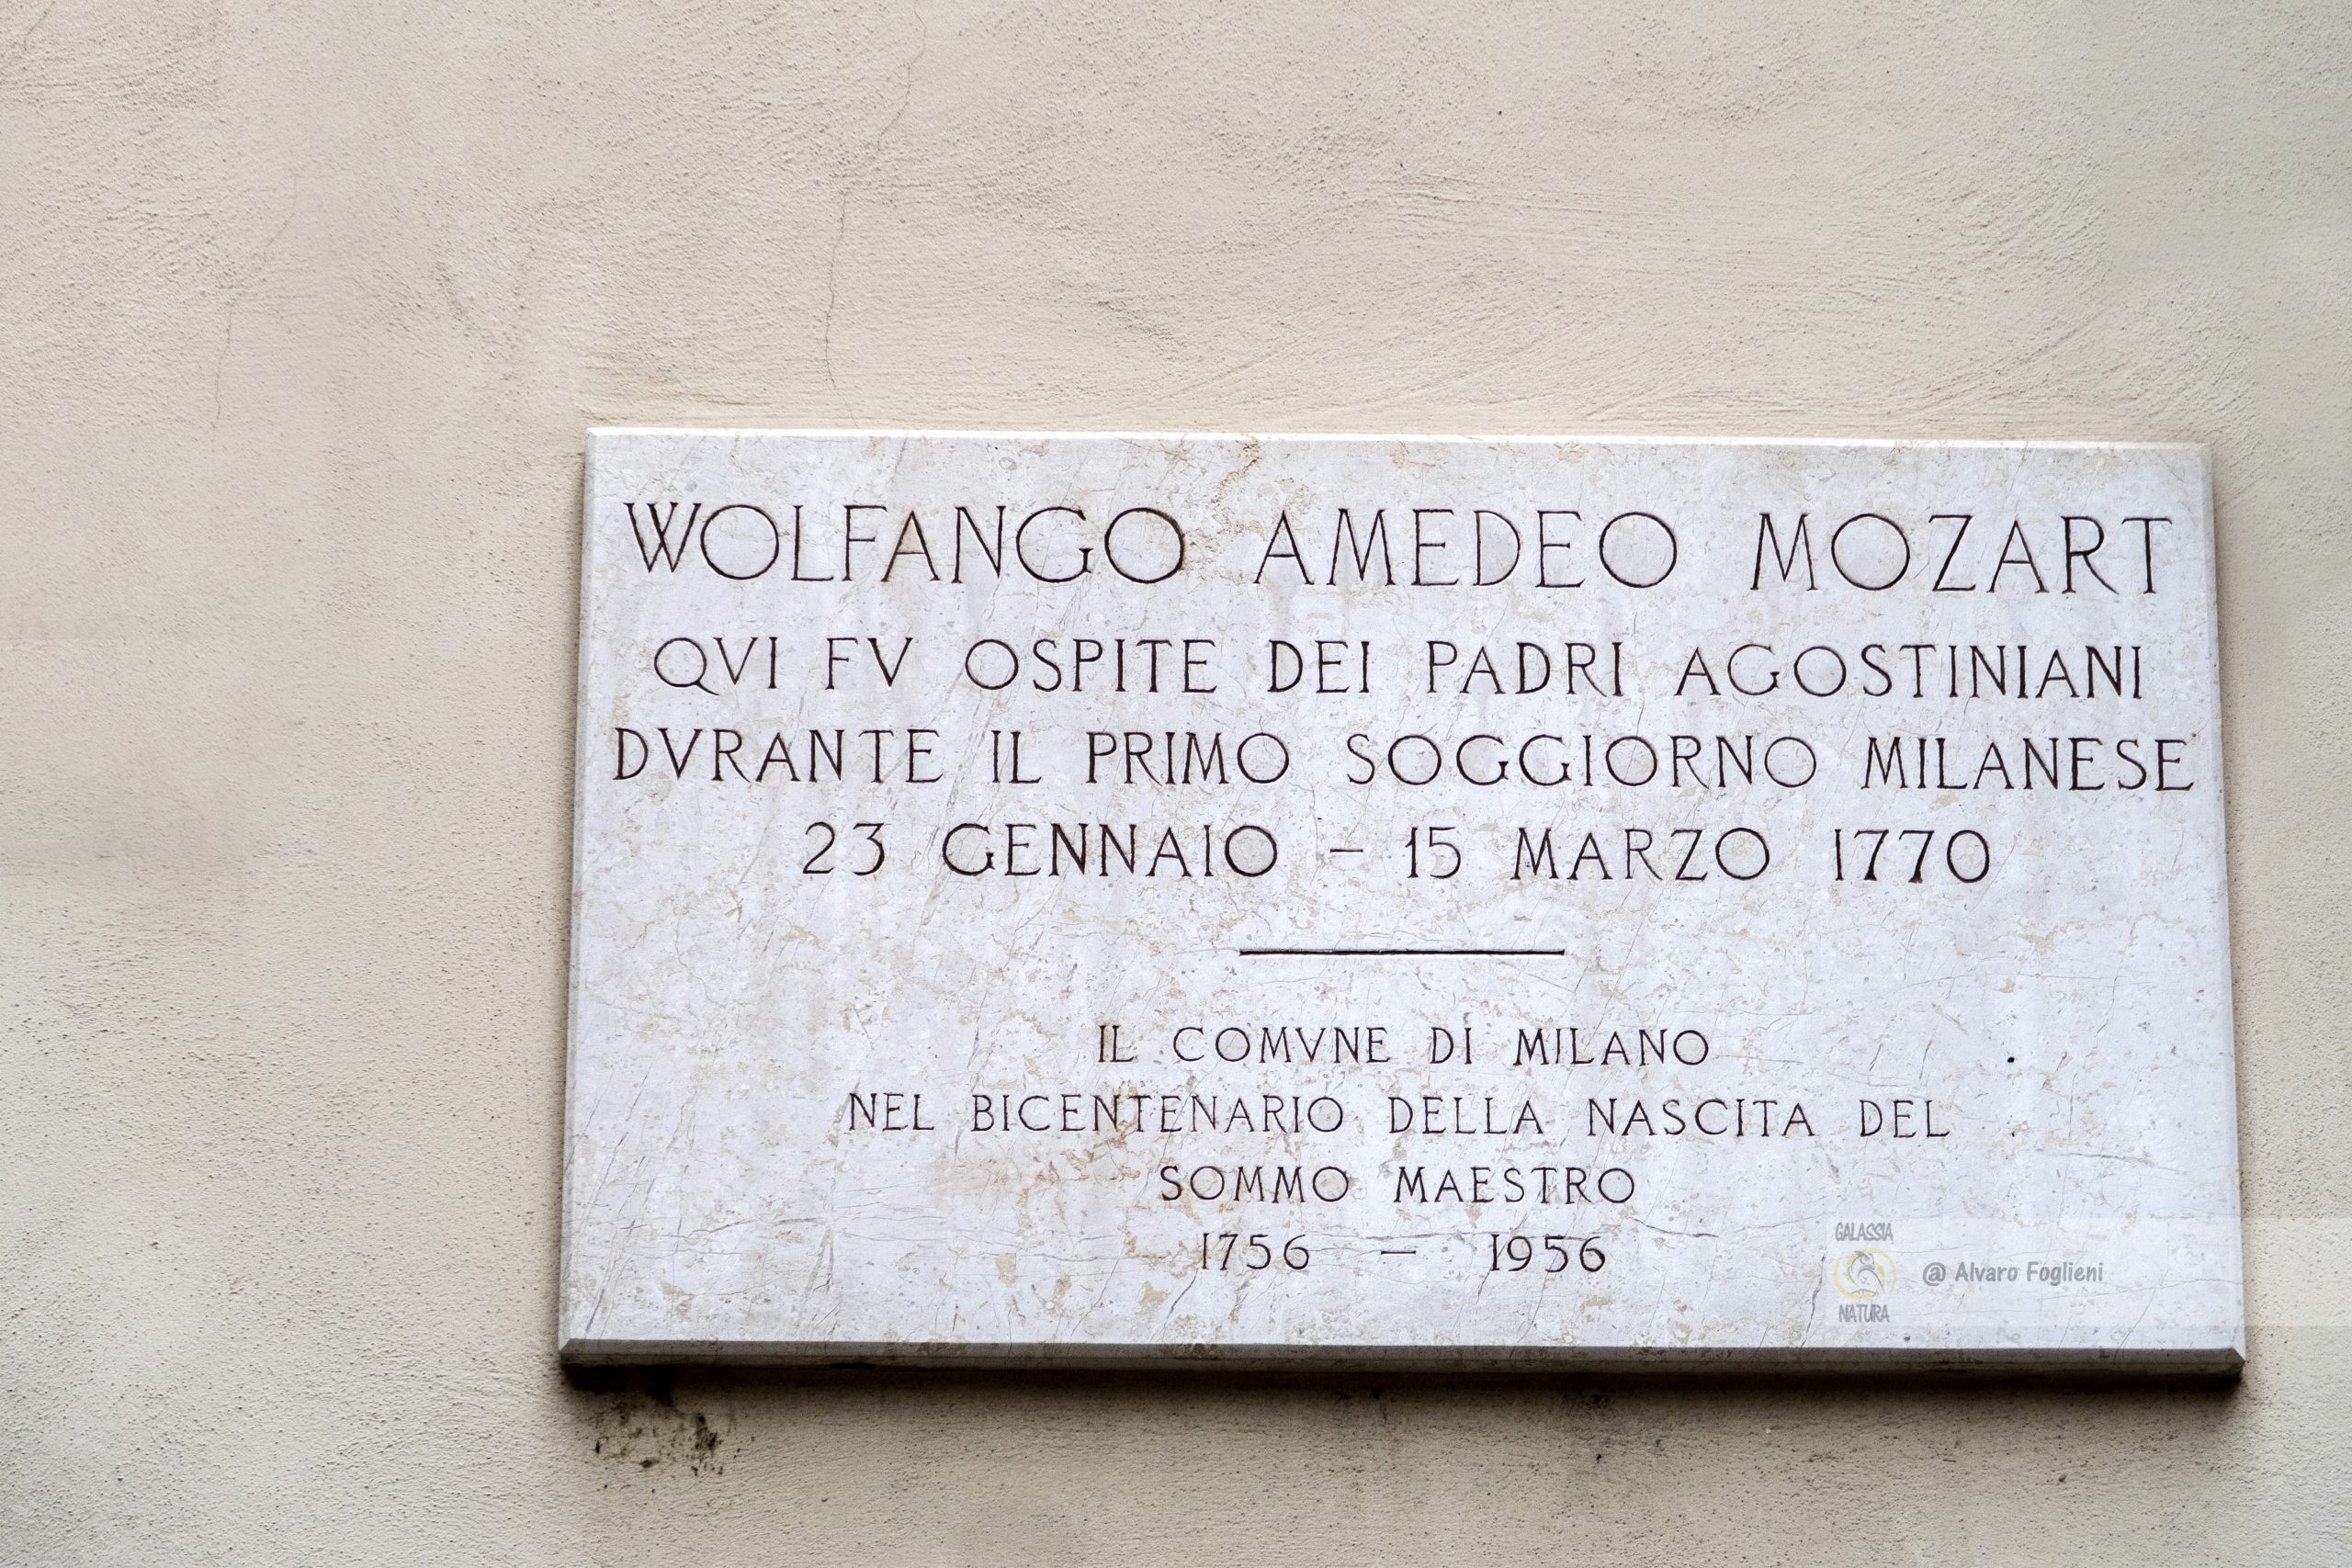 WOLFANGO AMEDEO MOZART
QVI FV OSPITE DEI PADRI AGOSTINIANI
DVRANTE IL PRIMO SOGGIORNO MILANESE
23 GENNAIO - 15 MARZO 1770
IL COMVNE DI MILANO
NEL BICENTENARIO DELLA NASCITA DEL
SOMMO MAESTRO
1756 - 1956
GALASSIA
@ Alvaro Foglieni
NATURA